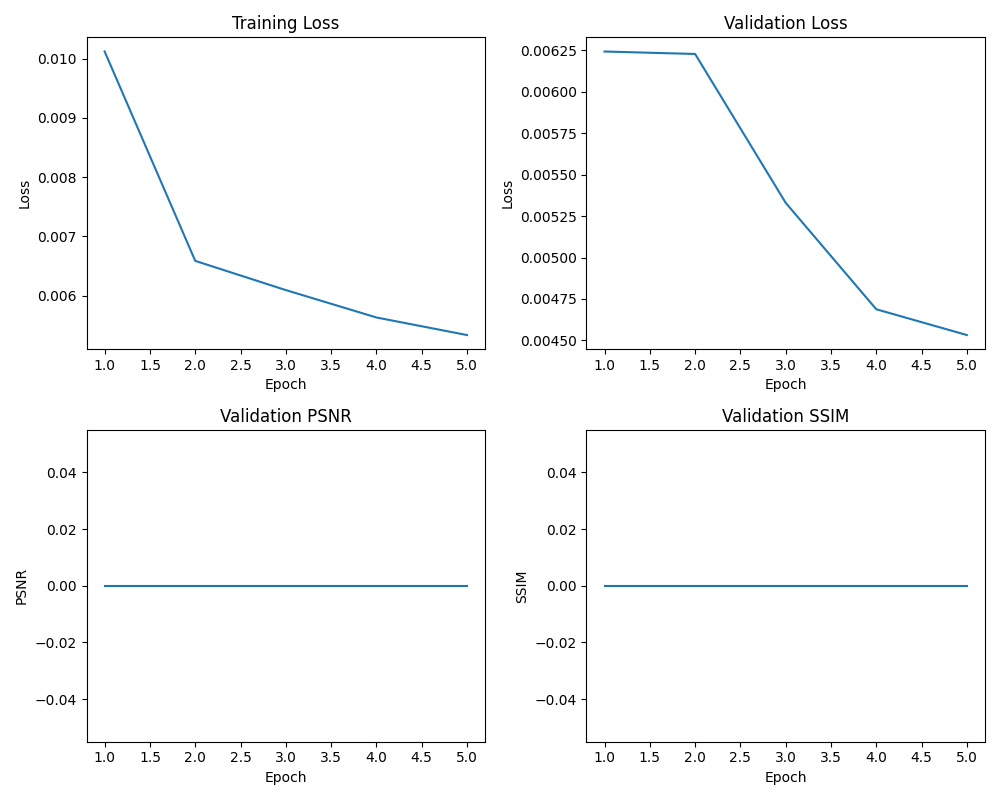 Training Loss
0.010
0.009
0.008
0.007
0.006
Loss
1.0 1.5 2.0 2.5 3.0 3.5 4.0 4.5 5.0
Epoch
Validation Loss
0.00625
0.00600
0.00575
0.00550
0.00525
0.00500
0.00475
0.00450
Loss
1.0 1.5 2.0 2.5 3.0 3.5 4.0 4.5 5.0
Epoch
Validation PSNR
0.04
0.02
0.00
−0.02
−0.04
PSNR
1.0 1.5 2.0 2.5 3.0 3.5 4.0 4.5 5.0
Epoch
Validation SSIM
0.04
0.02
0.00
−0.02
−0.04
SSIM
1.0 1.5 2.0 2.5 3.0 3.5 4.0 4.5 5.0
Epoch